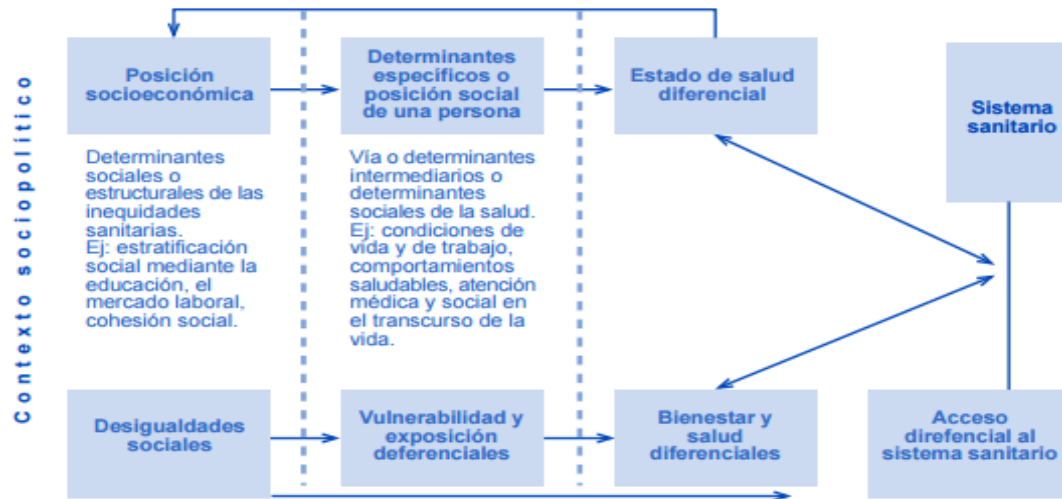 Contexto sociopolítico
Posición
socioeconómica
Determinantes
específicos o
posición social
de una persona
Estado de salud
diferencial
Sistema
sanitario
Determinantes
sociales o
estructurales de las
inequidades
sanitarias.
Ej: estratificación
social mediante la
educación, el
mercado laboral,
cohesión social.
Vía o determinantes
intermediarios o
determinantes
sociales de la salud.
Ej: condiciones de
vida y de trabajo,
comportamientos
saludables, atención
médica y social en
el transcurso de la
vida.
Desigualdades
sociales
Vulnerabilidad y
exposición
deferenciales
Bienestar y
salud
diferenciales
Acceso
direfencial al
sistema sanitario